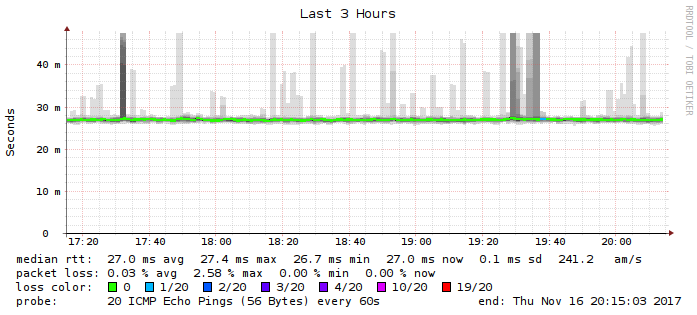 Last 3 Hours
RRDTOOL / TOBI OETIKER
Seconds
40 m
30 m
20 m
10 m
0
17:20 17:40 18:00 18:20 18:40 19:00 19:20 19:40 20:00
median rtt: 27.0 ms avg 27.4 ms max 26.7 ms min 27.0 ms now 0.1 ms sd 241.2 am/s
packet loss: 0.03 % avg 2.58 % max 0.00 % min 0.00 % now
loss color: 0 1/20 2/20 3/20 4/20 10/20 19/20
probe: 20 ICMP Echo Pings (56 Bytes) every 60s end: Thu Nov 16 20:15:03 2017